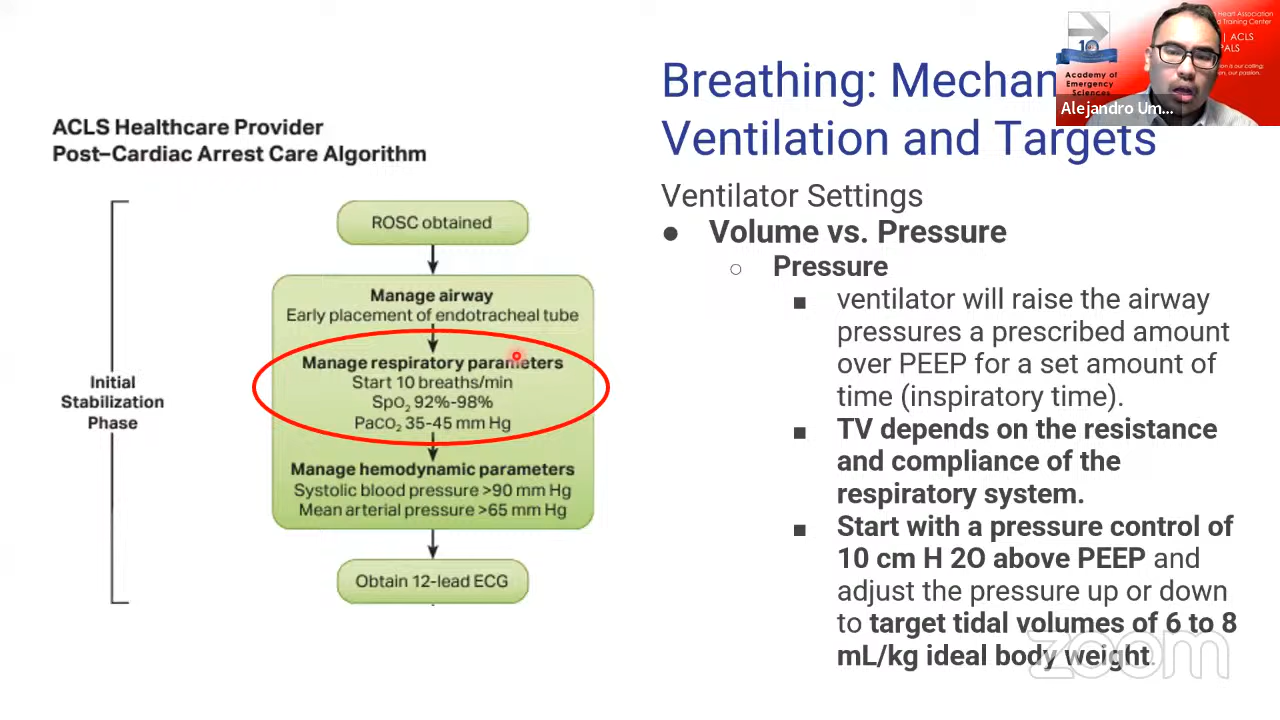 ACLS Healthcare Provider
Post–Cardiac Arrest Care Algorithm
Initial
Stabilization
Phase
ROSC obtained
Manage airway
Early placement of endotracheal tube
Manage respiratory parameters
Start 10 breaths/min
SpO₂ 92%-98%
PaCO₂ 35-45 mm Hg
Manage hemodynamic parameters
Systolic blood pressure >90 mm Hg
Mean arterial pressure >65 mm Hg
Obtain 12-lead ECG
Breathing:
Ventilation and Targets
Ventilator Settings
● Volume vs. Pressure
○ Pressure
■ ventilator will raise the airway
pressures a prescribed amount
over PEEP for a set amount of
time (inspiratory time).
■ TV depends on the resistance
and compliance of the
respiratory system.
■ Start with a pressure control of
10 cm H 2O above PEEP and
adjust the pressure up or down
to target tidal volumes of 6 to 8
mL/kg ideal body weight.
10
Academy of
Emergency
Sciences
Heart Association
Training Center
| ACLS
PALS
Alejandro Um...
zoom